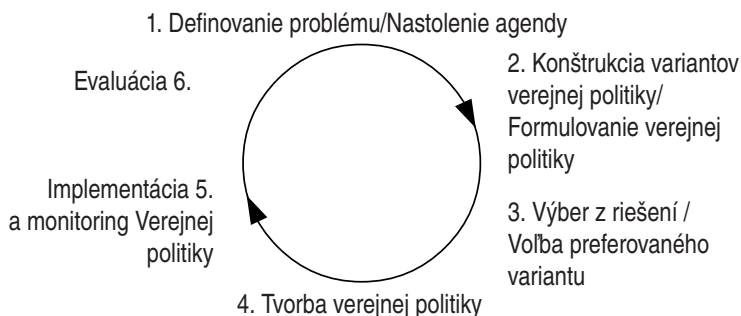 1. Definovanie problému/Nastolenie agendy
2. Konštrukcia variantov
verejnej politiky/
Formulovanie verejnej
politiky
3. Výber z riešení /
Voľba preferovaného
variantu
4. Tvorba verejnej politiky
Implementácia 5.
a monitoring Verejnej
politiky
Evaluácia 6.